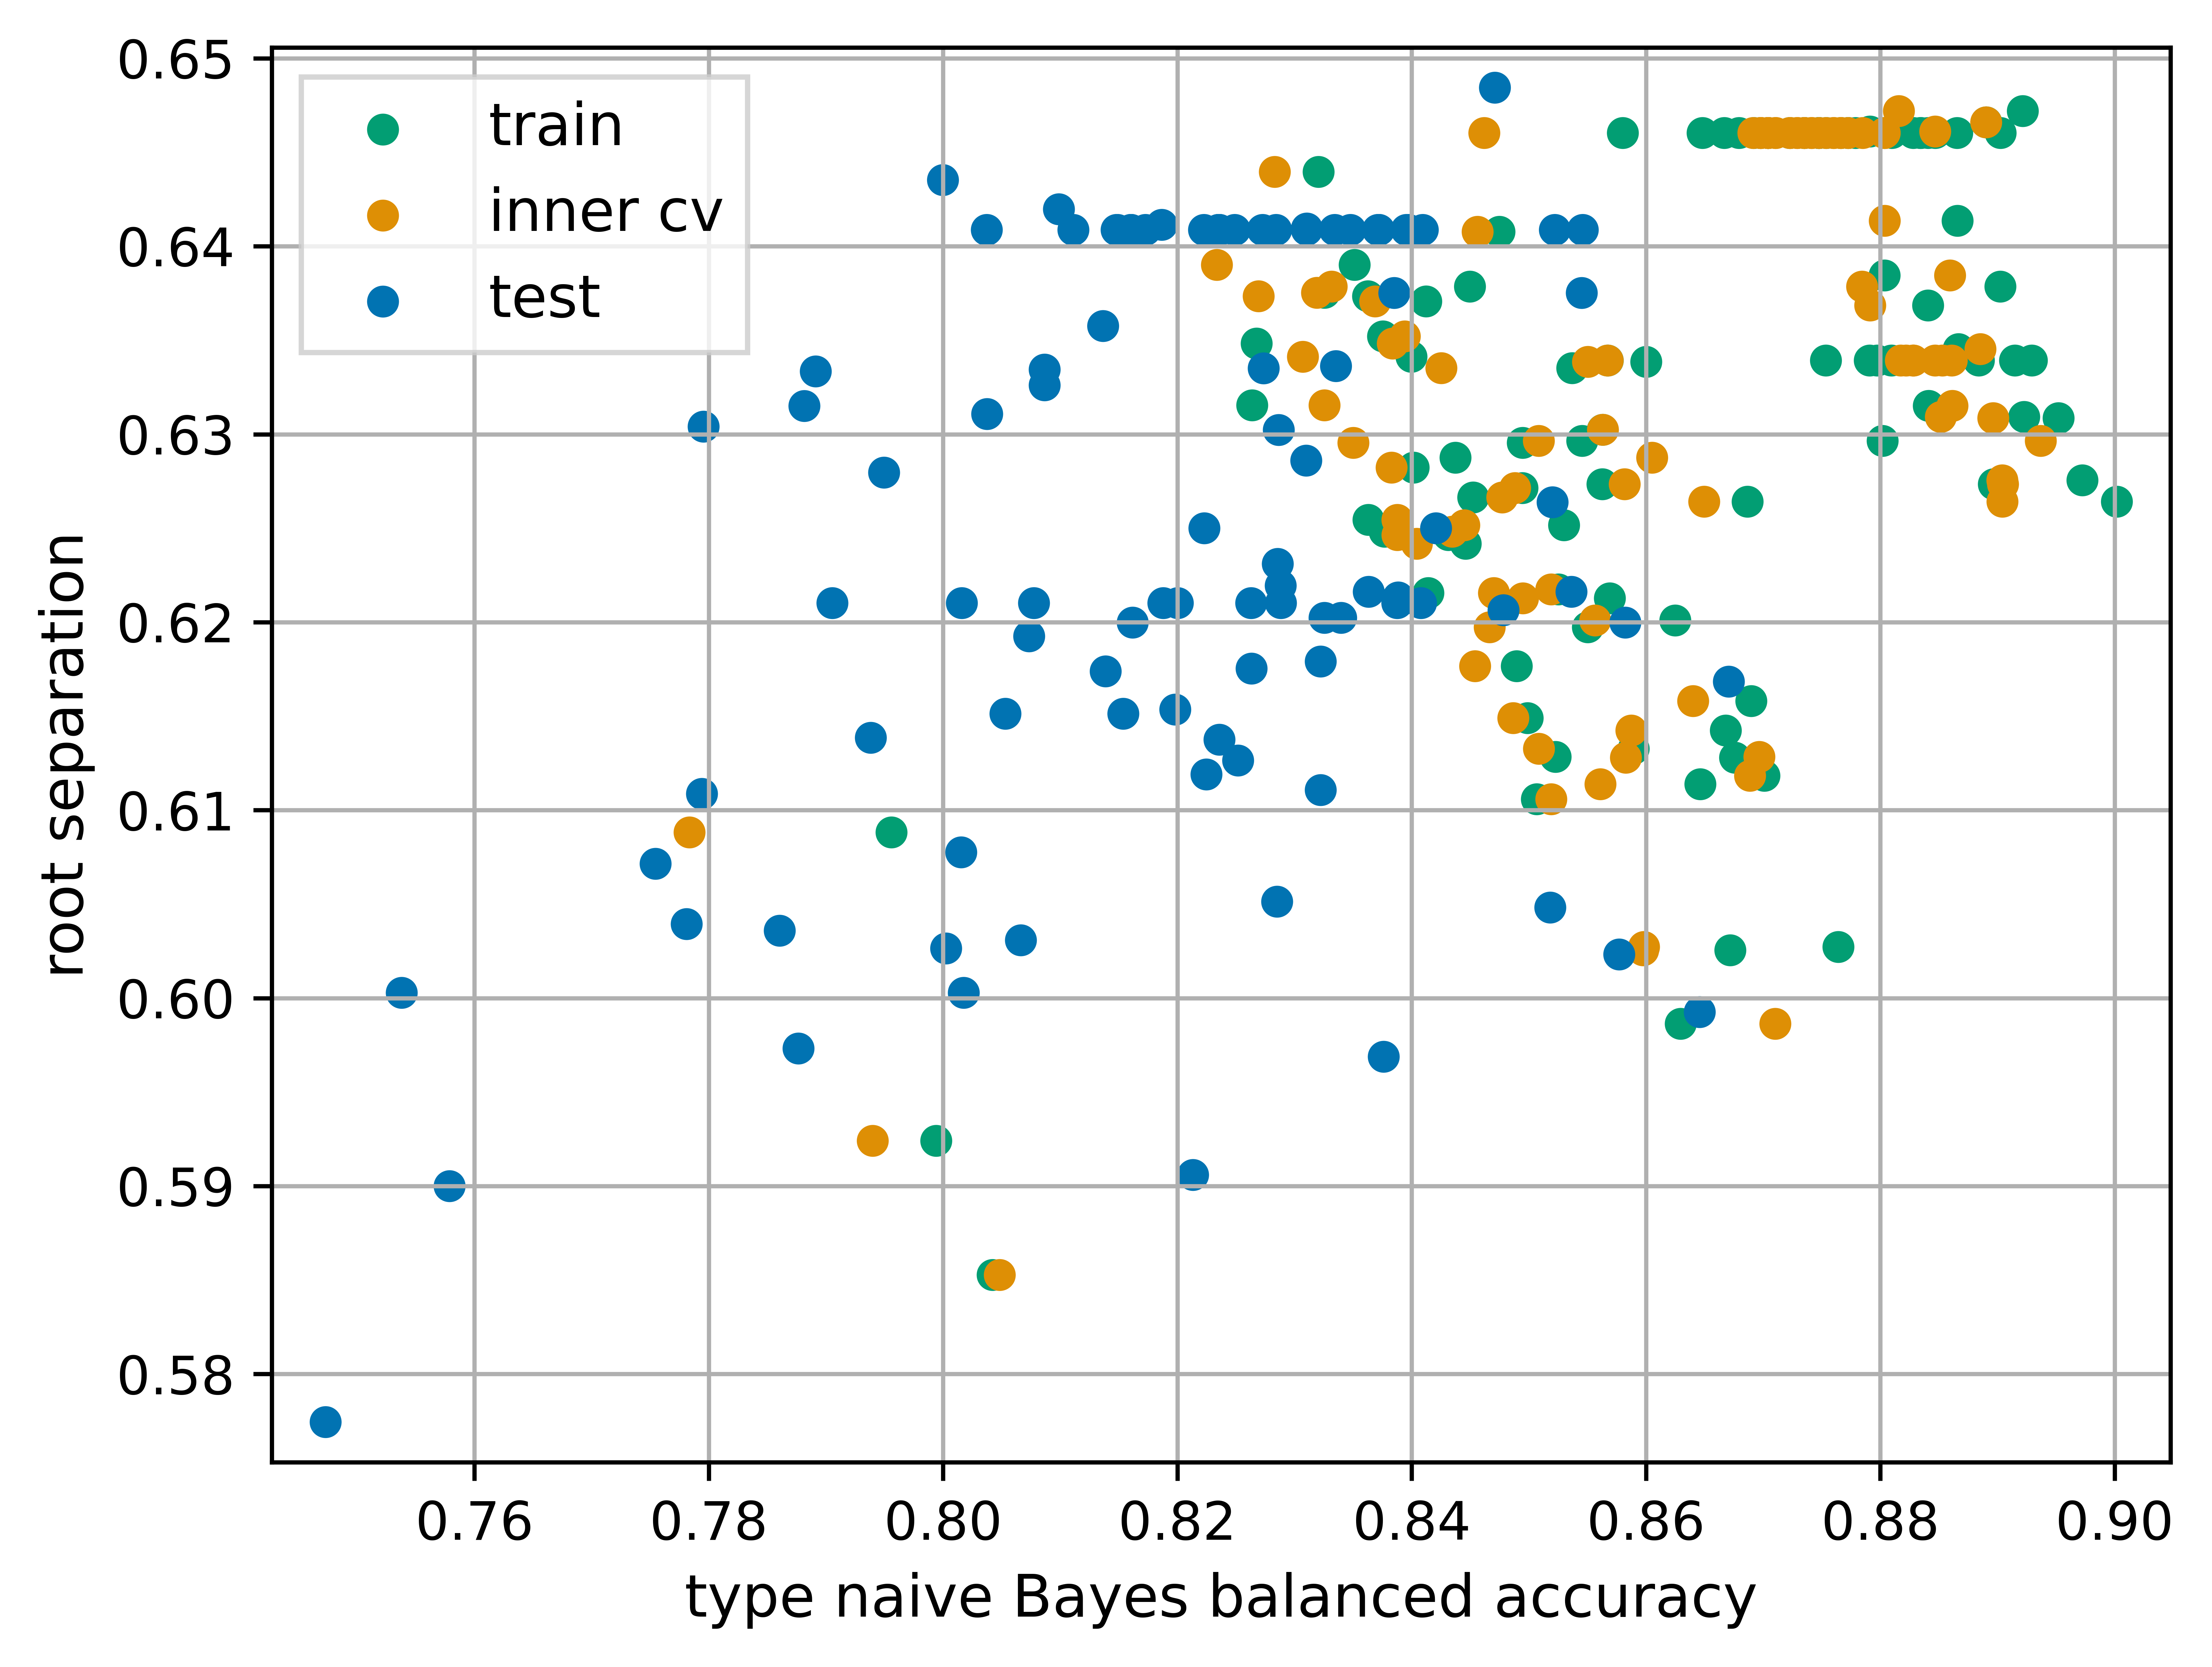 0.65
0.64
0.63
0.62
0.61
0.60
0.59
0.58
root separation
train
inner cv
test
0.76 0.78 0.80 0.82 0.84 0.86 0.88 0.90
type naive Bayes balanced accuracy